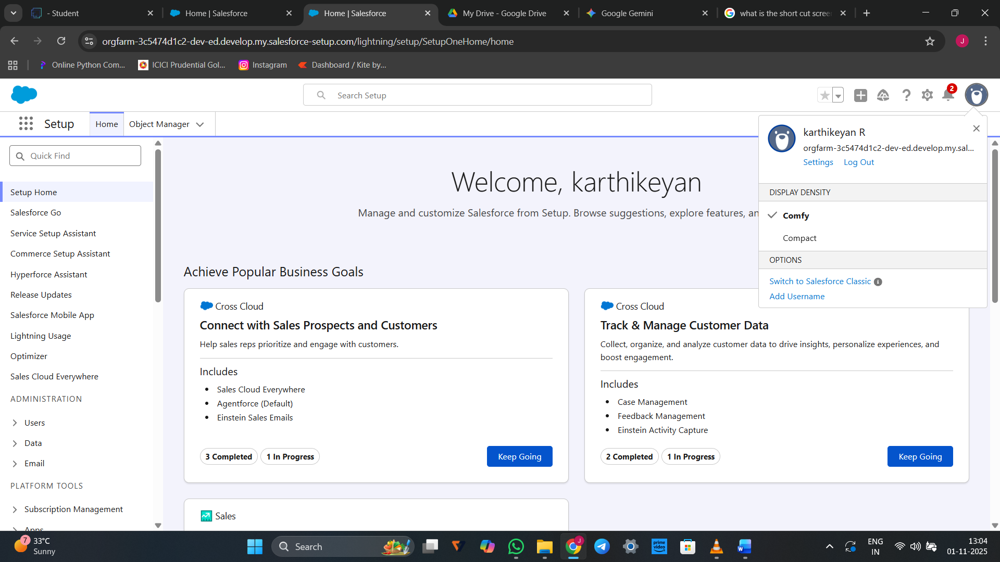 - Student
Home | Salesforce
Home | Salesforce
My Drive - Google Drive
Google Gemini
what is the short cut scree
orgfarm-3c5474d1c2-dev-ed.develop.my.salesforce-setup.com/lightning/setup/SetupOneHome/home
J
Online Python Com...
ICICI Prudential Gol...
Instagram
Dashboard / Kite by...
Search Setup
2
Setup
Home
Object Manager
karthikeyan R
orgfarm-3c5474d1c2-dev-ed.develop.my.sal...
Settings
Log Out
DISPLAY DENSITY
Comfy
Compact
OPTIONS
Switch to Salesforce Classic
Add Username
Quick Find
Setup Home
Salesforce Go
Service Setup Assistant
Commerce Setup Assistant
Hyperforce Assistant
Release Updates
Salesforce Mobile App
Lightning Usage
Optimizer
Sales Cloud Everywhere
ADMINISTRATION
Users
Data
Email
PLATFORM TOOLS
Subscription Management
Apps
Welcome, karthikeyan
Manage and customize Salesforce from Setup. Browse suggestions, explore features, an
Achieve Popular Business Goals
Cross Cloud
Connect with Sales Prospects and Customers
Help sales reps prioritize and engage with customers.
Includes
Sales Cloud Everywhere
Agentforce (Default)
Einstein Sales Emails
3 Completed
1 In Progress
Keep Going
Cross Cloud
Track & Manage Customer Data
Collect, organize, and analyze customer data to drive insights, personalize experiences, and
boost engagement.
Includes
Case Management
Feedback Management
Einstein Activity Capture
2 Completed
1 In Progress
Keep Going
Sales
7
33°C
Sunny
Search
J
prime
video
W
ENG
IN
13:04
01-11-2025